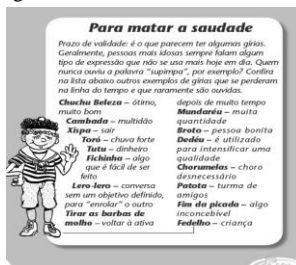 Para matar a saudade
Prazo de validade: é o que parecem ter algumas gírias.
Geralmente, pessoas mais idosas sempre falam algum
tipo de expressão que não se usa mais hoje em dia. Quem
nunca ouviu a palavra “supimpa”, por exemplo? Confira
na lista abaixo outros exemplos de gírias que se perderam
na linha do tempo e que raramente são ouvidas.
Chuchu Beleza – ótimo,
muito bom
Cambada – multidão
Xispa – sair
Toró – chuva forte
Tutu – dinheiro
Fichinha – algo
que é fácil de ser
feito
Lero-lero – conversa
sem um objetivo definido,
para “enrolar” o outro
Tirar as barbas de
molho – voltar à ativa
depois de muito tempo
Mundaréu – muita
quantidade
Broto – pessoa bonita
Dedéu – é utilizado
para intensificar uma
qualidade
Chorumelas – choro
desnecessário
Patota – turma de
amigos
Fim da picada – algo
inconcebível
Fedelho – criança